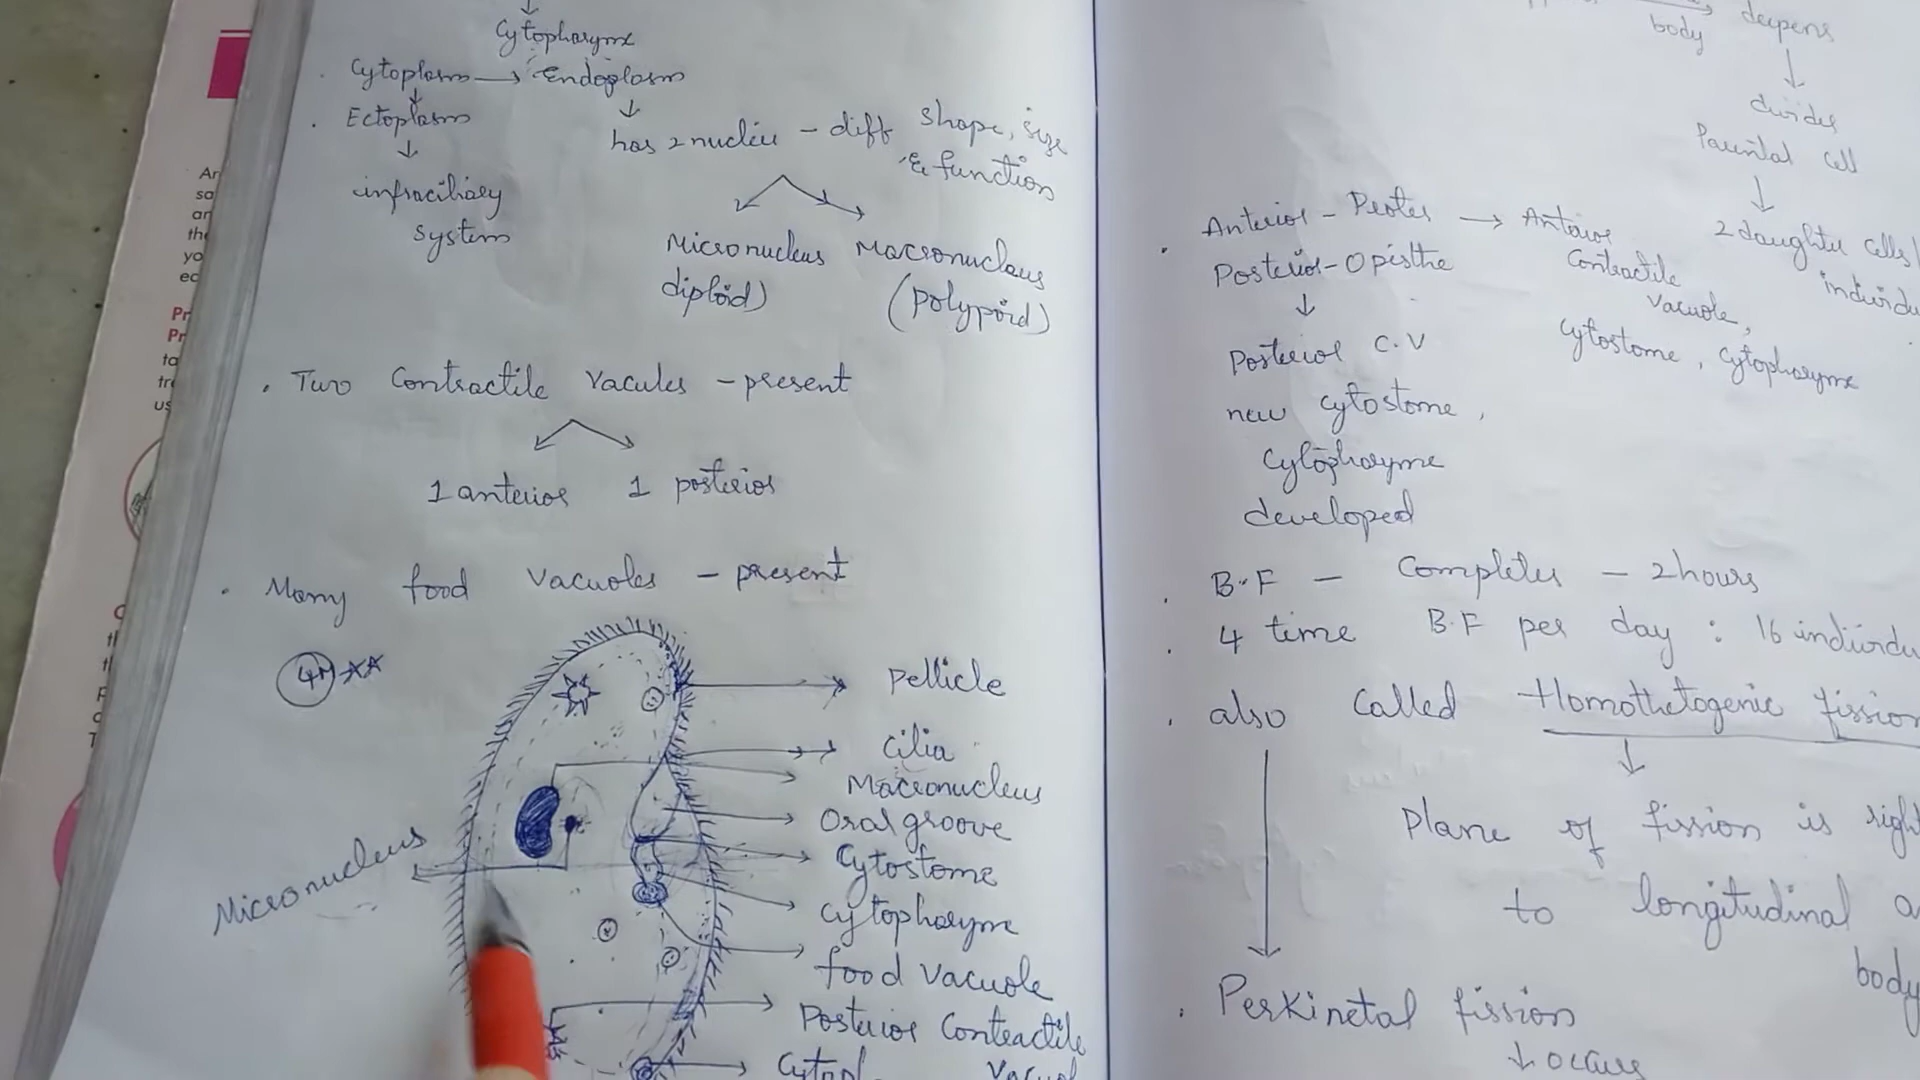 Cytopharynx
Cytoplasm → Endoplasm
Ectoplasm
has 2 nuclei - diff shape, size
& function
infraciliary
system
Micronucleus Macronucleus
diploid) (polypoid)
. Two Contractile Vacules - present
1 anterior 1 posterior
. Many food Vacuoles - present
4M
Pellicle
Cilia
Macronucleus
Oral groove
Cytostome
Cytopharynx
food vacuole
Posterior Contractile
Micronucleus
body → deepens
divides
Parental cell
2 daughter cells/
. Anterior - Proter → Anterior
Contractile
Vacuole,
Cytostome, Cytopharynx
Posterior - Opisthe
Posterior C.V
new cytostome,
Cytopharynx
developed
. B.F - Completes - 2 hours
. 4 time B.F per day : 16
. also called Homothetogenic fission
Plane of fission is right
to longitudinal
body
. Perkinetal fission
↓ occurs